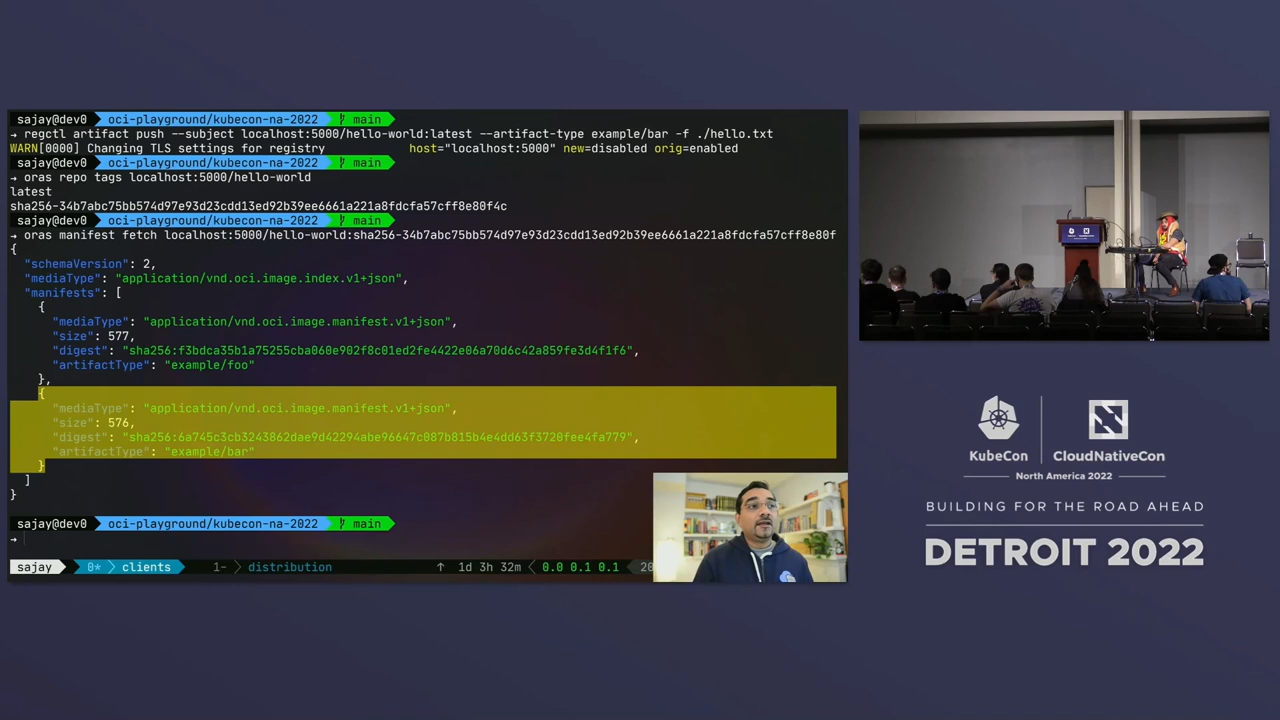 sajay@dev0 oci-playground/kubecon-na-2022 main
→ regctl artifact push --subject localhost:5000/hello-world:latest --artifact-type example/bar -f ./hello.txt
WARN[0000] Changing TLS settings for registry host="localhost:5000" new=disabled orig=enabled
sajay@dev0 oci-playground/kubecon-na-2022 main
→ oras repo tags localhost:5000/hello-world
latest
sha256-34b7abc75bb574d97e93d23cdd13ed92b39ee6661a221a8fdcfa57cff8e80f4c
sajay@dev0 oci-playground/kubecon-na-2022 main
→ oras manifest fetch localhost:5000/hello-world:sha256-34b7abc75bb574d97e93d23cdd13ed92b39ee6661a221a8fdcfa57cff8e80f
{
"schemaVersion": 2,
"mediaType": "application/vnd.oci.image.index.v1+json",
"manifests": [
{
"mediaType": "application/vnd.oci.image.manifest.v1+json",
"size": 577,
"digest": "sha256:f3bdca35b1a75255cba060e902f8c01ed2fe4422e06a70d6c42a859fe3d4f1f6",
"artifactType": "example/foo"
},
{
"mediaType": "application/vnd.oci.image.manifest.v1+json",
"size": 576,
"digest": "sha256:6a745c3cb3243862dae9d42294abe96647c087b815b4e4dd63f3720fee4fa779",
"artifactType": "example/bar"
}
]
}
sajay@dev0 oci-playground/kubecon-na-2022 main
→
sajay 0* clients 1- distribution ↑ 1d 3h 32m 0.0 0.1 0.1 20
KubeCon CloudNativeCon
North America 2022
BUILDING FOR THE ROAD AHEAD
DETROIT 2022